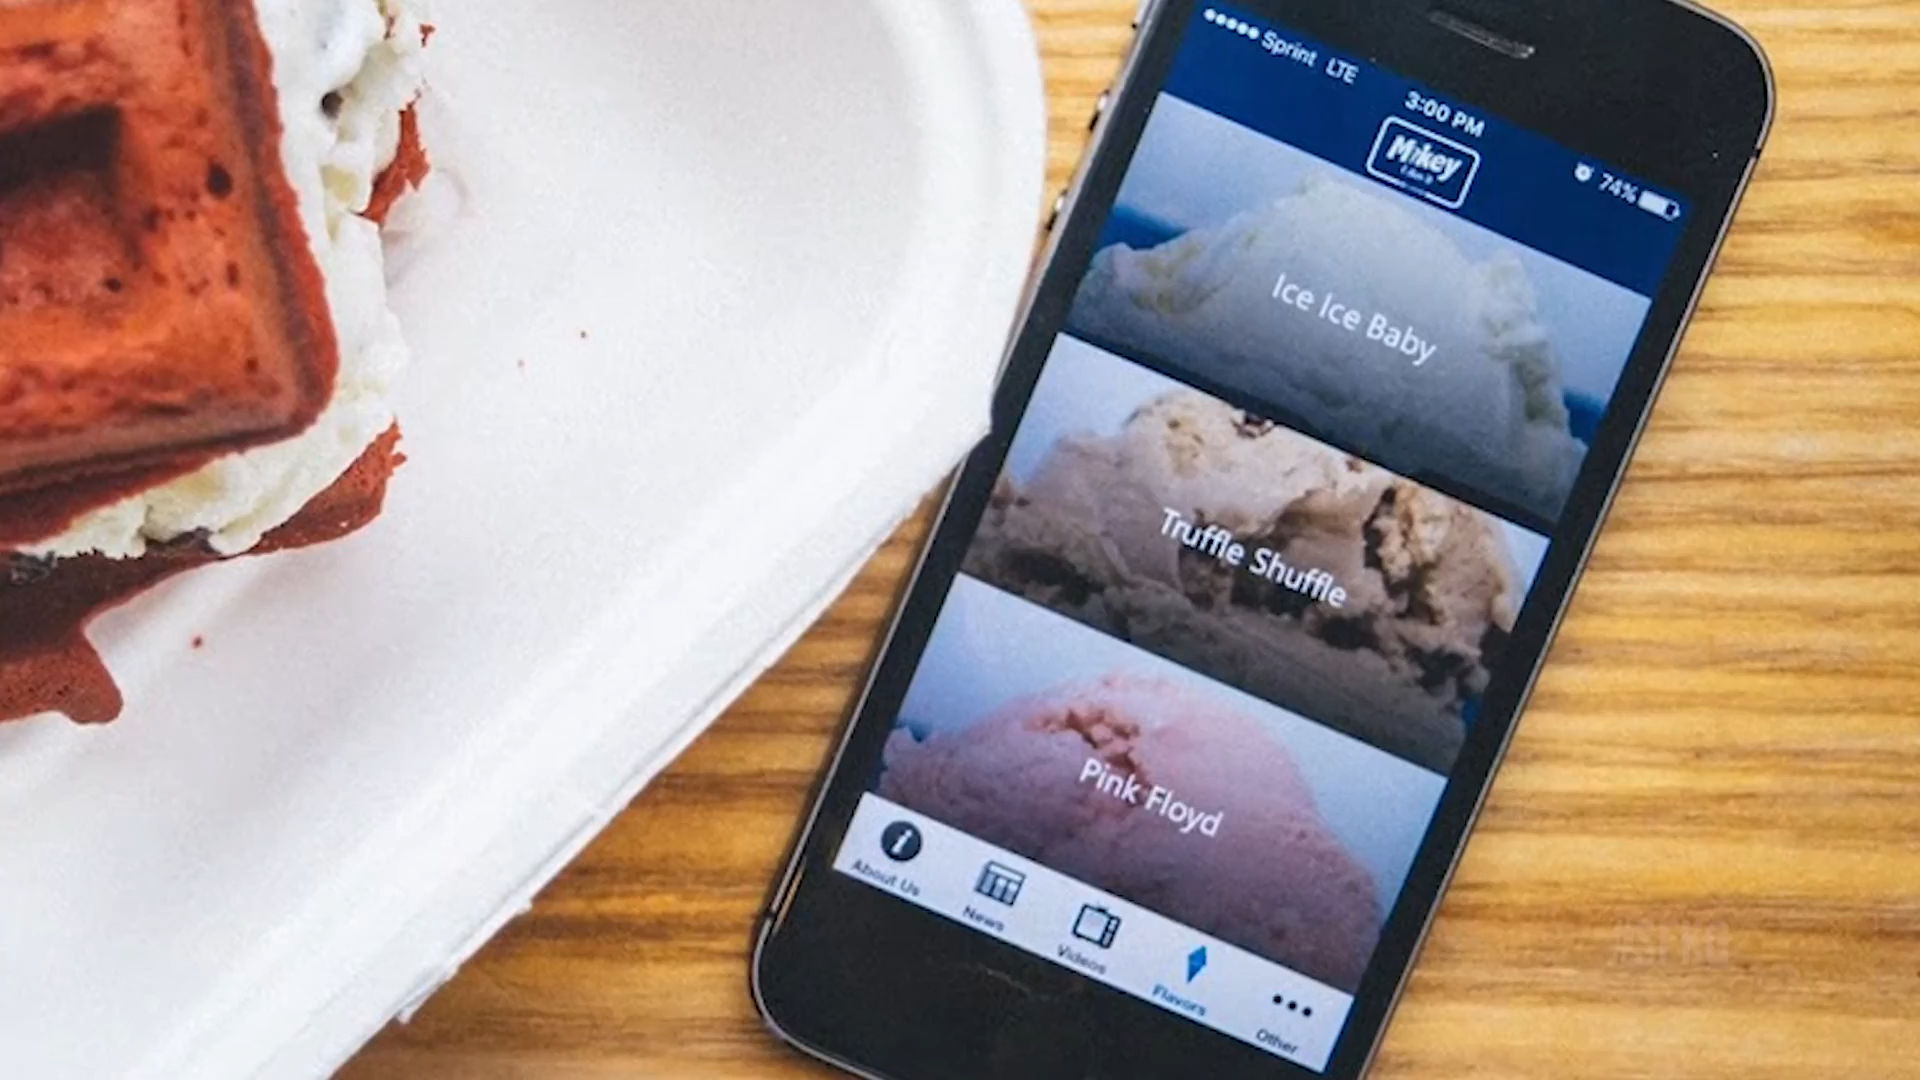 Sprint LTE
3:00 PM
74%
Mikey
Ice Ice Baby
Truffle Shuffle
Pink Floyd
About Us
News
Videos
Flavors
Other